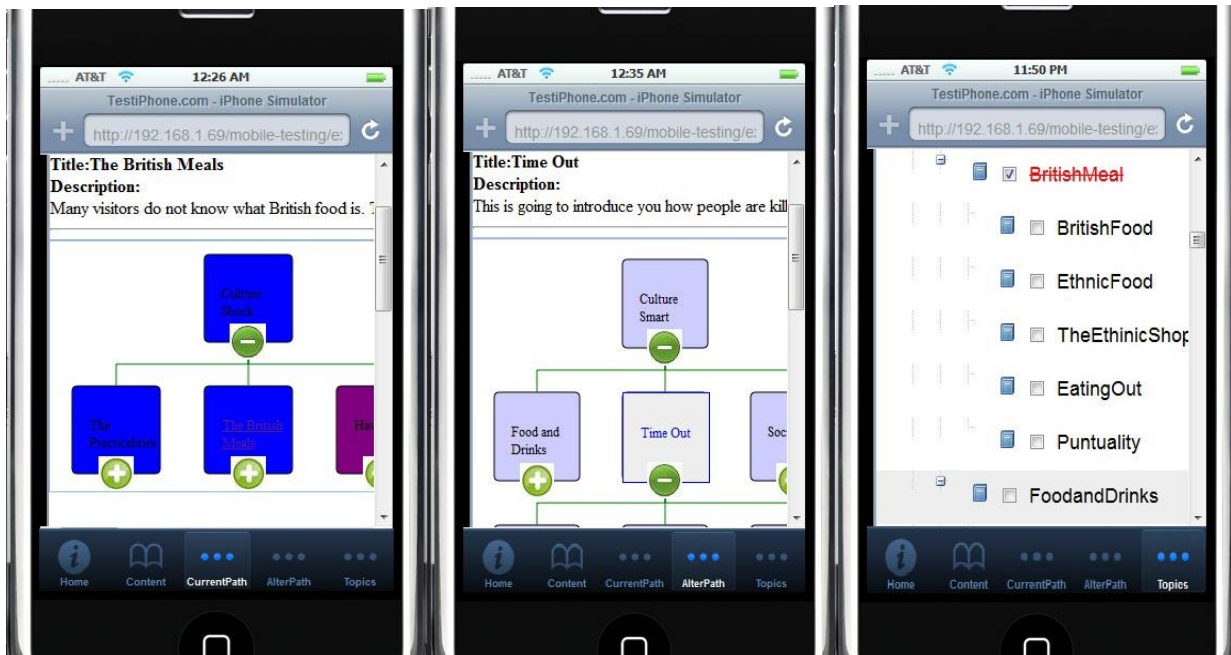 AT&T 12:26 AM
TestiPhone.com - iPhone Simulator
http://192.168.1.69/mobile-testing/e:
Title:The British Meals
Description:
Many visitors do not know what British food is.
Culture
Shock
The
Practicalities
The British
Meals
Home Content CurrentPath AlterPath Topics
AT&T 12:35 AM
TestiPhone.com - iPhone Simulator
http://192.168.1.69/mobile-testing/e:
Title:Time Out
Description:
This is going to introduce you how people are kill
Culture
Smart
Food and
Drinks
Time Out
Soc
Home Content CurrentPath AlterPath Topics
AT&T 11:50 PM
TestiPhone.com - iPhone Simulator
http://192.168.1.69/mobile-testing/e:
BritishMeal
BritishFood
EthnicFood
TheEthinicShop
EatingOut
Puntuality
FoodandDrinks
Home Content CurrentPath AlterPath Topics